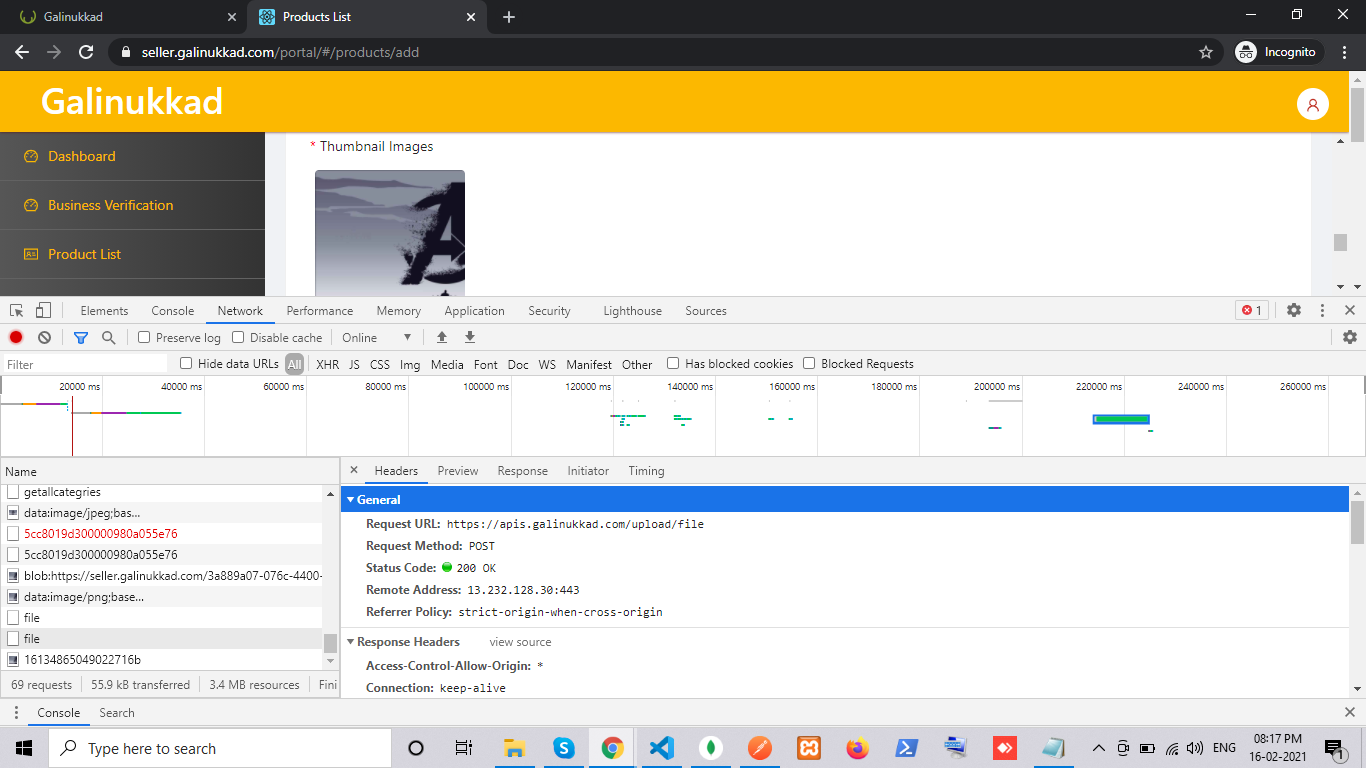 Galinukkad
Products List
seller.galinukkad.com/portal/#/products/add
Incognito
Galinukkad
Dashboard
Business Verification
Product List
* Thumbnail Images
Elements Console Network Performance Memory Application Security Lighthouse Sources 1
Preserve log Disable cache Online
Filter Hide data URLs All XHR JS CSS Img Media Font Doc WS Manifest Other Has blocked cookies Blocked Requests
20000 ms 40000 ms 60000 ms 80000 ms 100000 ms 120000 ms 140000 ms 160000 ms 180000 ms 200000 ms 220000 ms 240000 ms 260000 ms
Name
getallcategries
data:image/jpeg;bas...
5cc8019d300000980a055e76
5cc8019d300000980a055e76
blob:https://seller.galinukkad.com/3a889a07-076c-4400-
data:image/png;base...
file
file
16134865049022716b
69 requests 55.9 kB transferred 3.4 MB resources Fini
Headers Preview Response Initiator Timing
General
Request URL: https://apis.galinukkad.com/upload/file
Request Method: POST
Status Code: 200 OK
Remote Address: 13.232.128.30:443
Referrer Policy: strict-origin-when-cross-origin
Response Headers view source
Access-Control-Allow-Origin: *
Connection: keep-alive
Console Search
Type here to search
ENG
08:17 PM
16-02-2021
1